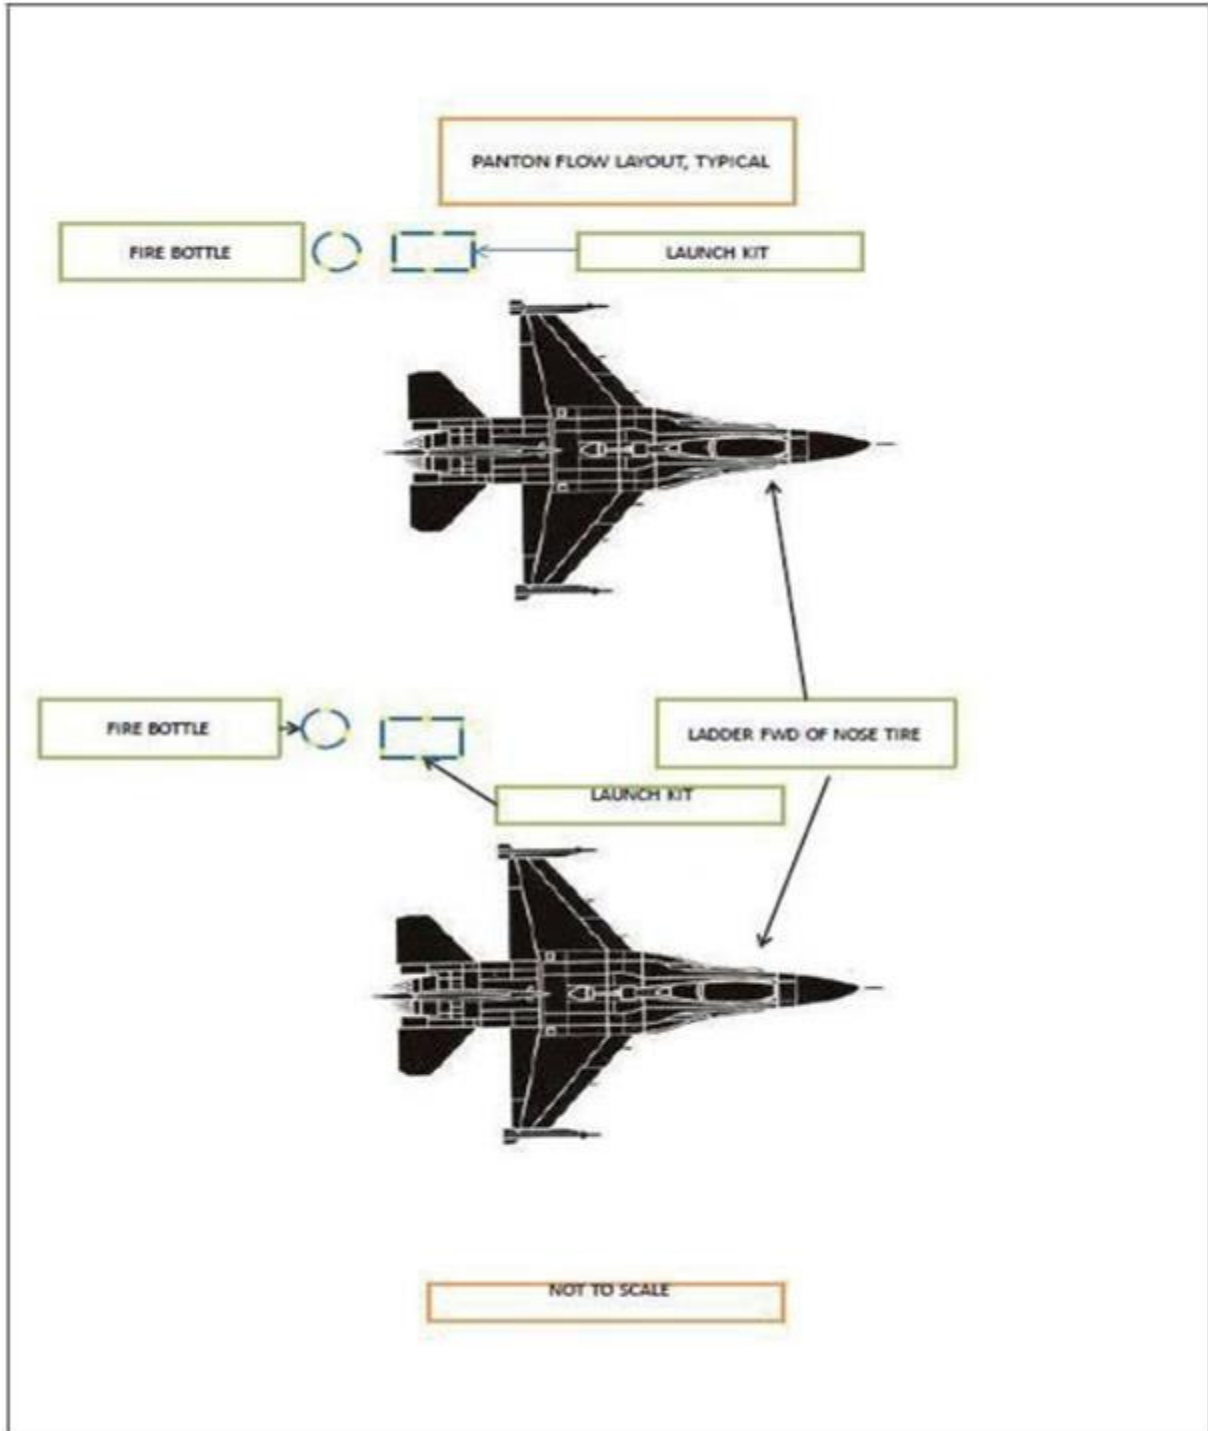 PANTON FLOW LAYOUT, TYPICAL
FIRE BOTTLE
LAUNCH KIT
FIRE BOTTLE
LADDER FWD OF NOSE TIRE
LAUNCH KIT
NOT TO SCALE